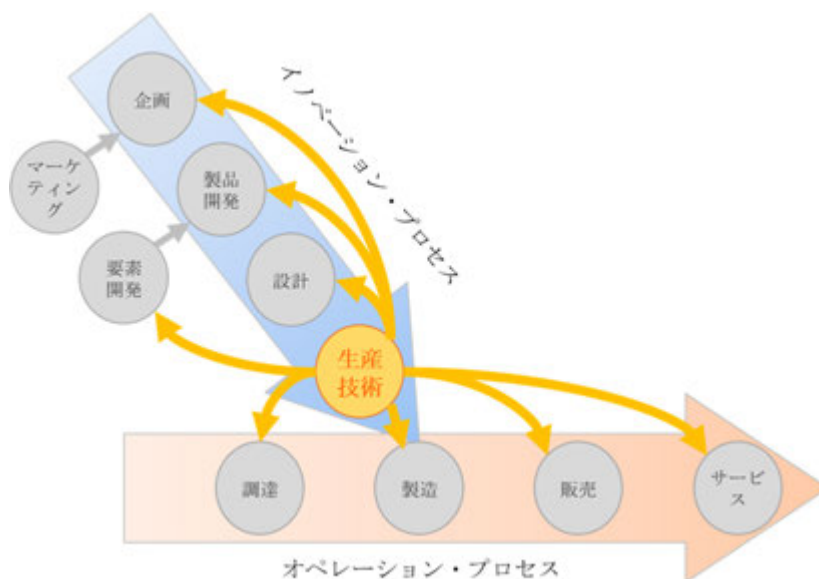 企画
イノベーション・プロセス
マーケ
ティン
グ
製品
開発
要素
開発
設計
生産
技術
調達
製造
販売
サービ
ス
オペレーション・プロセス